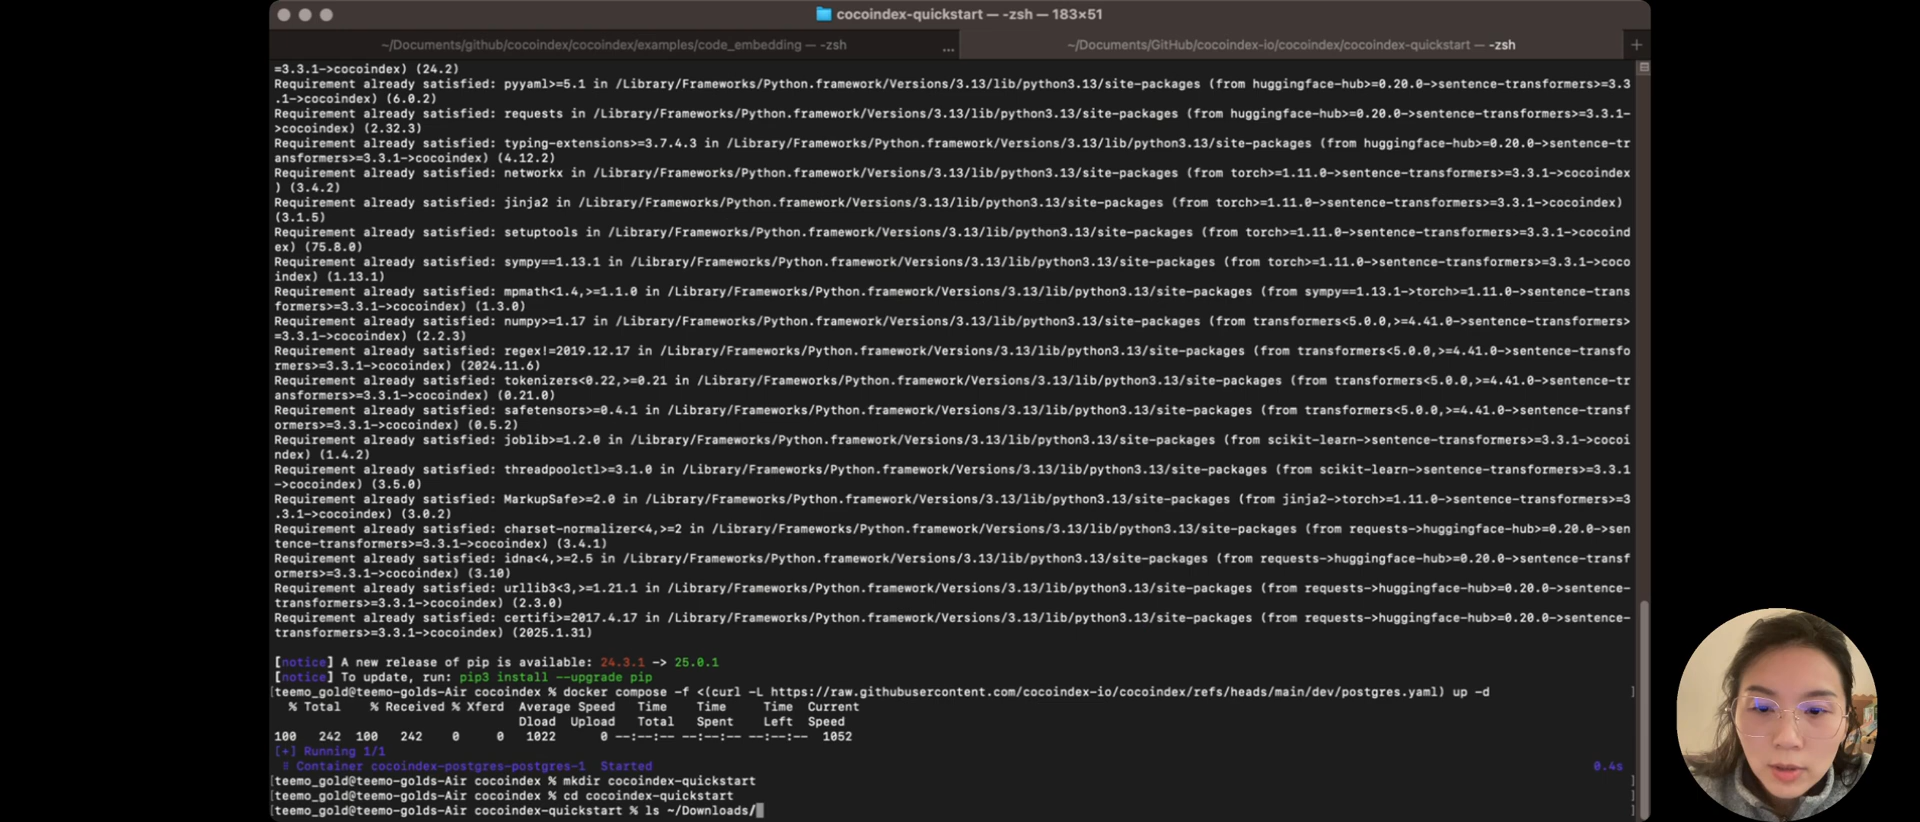 cocoindex-quickstart — -zsh — 183×51
~/Documents/github/cocoindex/cocoindex/examples/code_embedding — -zsh ... ~/Documents/GitHub/cocoindex-io/cocoindex/cocoindex-quickstart — -zsh +
=3.3.1->cocoindex) (24.2)
Requirement already satisfied: pyyaml>=5.1 in /Library/Frameworks/Python.framework/Versions/3.13/lib/python3.13/site-packages (from huggingface-hub>=0.20.0->sentence-transformers>=3.3
.1->cocoindex) (6.0.2)
Requirement already satisfied: requests in /Library/Frameworks/Python.framework/Versions/3.13/lib/python3.13/site-packages (from huggingface-hub>=0.20.0->sentence-transformers>=3.3.1-
>cocoindex) (2.32.3)
Requirement already satisfied: typing-extensions>=3.7.4.3 in /Library/Frameworks/Python.framework/Versions/3.13/lib/python3.13/site-packages (from huggingface-hub>=0.20.0->sentence-tr
ansformers>=3.3.1->cocoindex) (4.12.2)
Requirement already satisfied: networkx in /Library/Frameworks/Python.framework/Versions/3.13/lib/python3.13/site-packages (from torch>=1.11.0->sentence-transformers>=3.3.1->cocoindex
) (3.4.2)
Requirement already satisfied: jinja2 in /Library/Frameworks/Python.framework/Versions/3.13/lib/python3.13/site-packages (from torch>=1.11.0->sentence-transformers>=3.3.1->cocoindex)
(3.1.5)
Requirement already satisfied: setuptools in /Library/Frameworks/Python.framework/Versions/3.13/lib/python3.13/site-packages (from torch>=1.11.0->sentence-transformers>=3.3.1->cocoind
ex) (75.8.0)
Requirement already satisfied: sympy==1.13.1 in /Library/Frameworks/Python.framework/Versions/3.13/lib/python3.13/site-packages (from torch>=1.11.0->sentence-transformers>=3.3.1->coco
index) (1.13.1)
Requirement already satisfied: mpmath<1.4,>=1.1.0 in /Library/Frameworks/Python.framework/Versions/3.13/lib/python3.13/site-packages (from sympy==1.13.1->torch>=1.11.0->sentence-trans
formers>=3.3.1->cocoindex) (1.3.0)
Requirement already satisfied: numpy>=1.17 in /Library/Frameworks/Python.framework/Versions/3.13/lib/python3.13/site-packages (from transformers<5.0.0,>=4.41.0->sentence-transformers>
=3.3.1->cocoindex) (2.2.3)
Requirement already satisfied: regex!=2019.12.17 in /Library/Frameworks/Python.framework/Versions/3.13/lib/python3.13/site-packages (from transformers<5.0.0,>=4.41.0->sentence-transfo
rmers>=3.3.1->cocoindex) (2024.11.6)
Requirement already satisfied: tokenizers<0.22,>=0.21 in /Library/Frameworks/Python.framework/Versions/3.13/lib/python3.13/site-packages (from transformers<5.0.0,>=4.41.0->sentence-tr
ansformers>=3.3.1->cocoindex) (0.21.0)
Requirement already satisfied: safetensors>=0.4.1 in /Library/Frameworks/Python.framework/Versions/3.13/lib/python3.13/site-packages (from transformers<5.0.0,>=4.41.0->sentence-transf
ormers>=3.3.1->cocoindex) (0.5.2)
Requirement already satisfied: joblib>=1.2.0 in /Library/Frameworks/Python.framework/Versions/3.13/lib/python3.13/site-packages (from scikit-learn->sentence-transformers>=3.3.1->cocoi
ndex) (1.4.2)
Requirement already satisfied: threadpoolctl>=3.1.0 in /Library/Frameworks/Python.framework/Versions/3.13/lib/python3.13/site-packages (from scikit-learn->sentence-transformers>=3.3.1
->cocoindex) (3.5.0)
Requirement already satisfied: MarkupSafe>=2.0 in /Library/Frameworks/Python.framework/Versions/3.13/lib/python3.13/site-packages (from jinja2->torch>=1.11.0->sentence-transformers>=3
.3.1->cocoindex) (3.0.2)
Requirement already satisfied: charset-normalizer<4,>=2 in /Library/Frameworks/Python.framework/Versions/3.13/lib/python3.13/site-packages (from requests->huggingface-hub>=0.20.0->sen
tence-transformers>=3.3.1->cocoindex) (3.4.1)
Requirement already satisfied: idna<4,>=2.5 in /Library/Frameworks/Python.framework/Versions/3.13/lib/python3.13/site-packages (from requests->huggingface-hub>=0.20.0->sentence-transf
ormers>=3.3.1->cocoindex) (3.10)
Requirement already satisfied: urllib3<3,>=1.21.1 in /Library/Frameworks/Python.framework/Versions/3.13/lib/python3.13/site-packages (from requests->huggingface-hub>=0.20.0->sentence-
transformers>=3.3.1->cocoindex) (2.3.0)
Requirement already satisfied: certifi>=2017.4.17 in /Library/Frameworks/Python.framework/Versions/3.13/lib/python3.13/site-packages (from requests->huggingface-hub>=0.20.0->sentence-
transformers>=3.3.1->cocoindex) (2025.1.31)
[notice] A new release of pip is available: 24.3.1 -> 25.0.1
[notice] To update, run: pip3 install --upgrade pip
[teemo_gold@teemo-golds-Air cocoindex % docker compose -f <(curl -L https://raw.githubusercontent.com/cocoindex-io/cocoindex/refs/heads/main/dev/postgres.yaml) up -d ]
% Total % Received % Xferd Average Speed Time Time Time Current
Dload Upload Total Spent Left Speed
100 242 100 242 0 0 1022 0 --:--:-- --:--:-- --:--:-- 1052
[+] Running 1/1
⠿ Container cocoindex-postgres-postgres-1 Started 0.4s
[teemo_gold@teemo-golds-Air cocoindex % mkdir cocoindex-quickstart ]
[teemo_gold@teemo-golds-Air cocoindex % cd cocoindex-quickstart ]
[teemo_gold@teemo-golds-Air cocoindex-quickstart % ls ~/Downloads/ ]